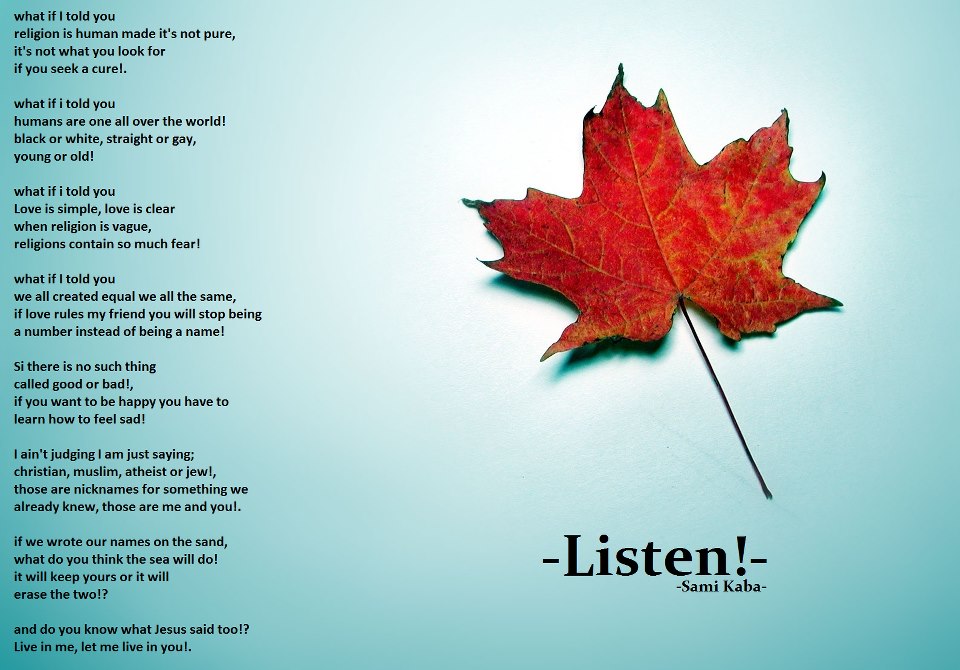 what if I told you
religion is human made it's not pure,
it's not what you look for
if you seek a cure!.

what if i told you
humans are one all over the world!
black or white, straight or gay,
young or old!

what if i told you
Love is simple, love is clear
when religion is vague,
religions contain so much fear!

what if I told you
we all created equal we all the same,
if love rules my friend you will stop being
a number instead of being a name!

Si there is no such thing
called good or bad!,
if you want to be happy you have to
learn how to feel sad!

I ain't judging I am just saying;
christian, muslim, atheist or jew!,
those are nicknames for something we
already knew, those are me and you!.

if we wrote our names on the sand,
what do you think the sea will do!
it will keep yours or it will
erase the two!?

and do you know what Jesus said too!?
Live in me, let me live in you!.

-Listen!-
-Sami Kaba-